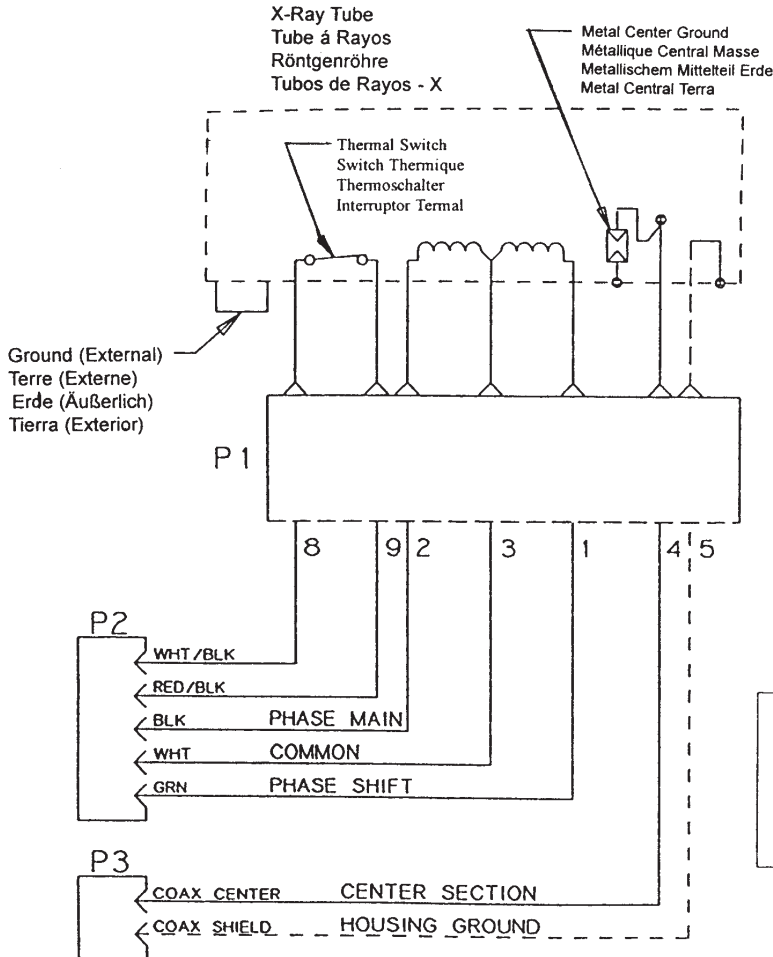 X-Ray Tube
Tube á Rayos
Röntgenröhre
Tubos de Rayos - X
Metal Center Ground
Métallique Central Masse
Metallischem Mittelteil Erde
Metal Central Terra
Thermal Switch
Switch Thermique
Thermoschalter
Interruptor Termal
Ground (External)
Terre (Externe)
Erde (Äußerlich)
Tierra (Exterior)
P1
8 9 2 3 1 4 5
P2
WHT/BLK
RED/BLK
BLK PHASE MAIN
WHT COMMON
GRN PHASE SHIFT
P3
COAX CENTER CENTER SECTION
COAX SHIELD HOUSING GROUND